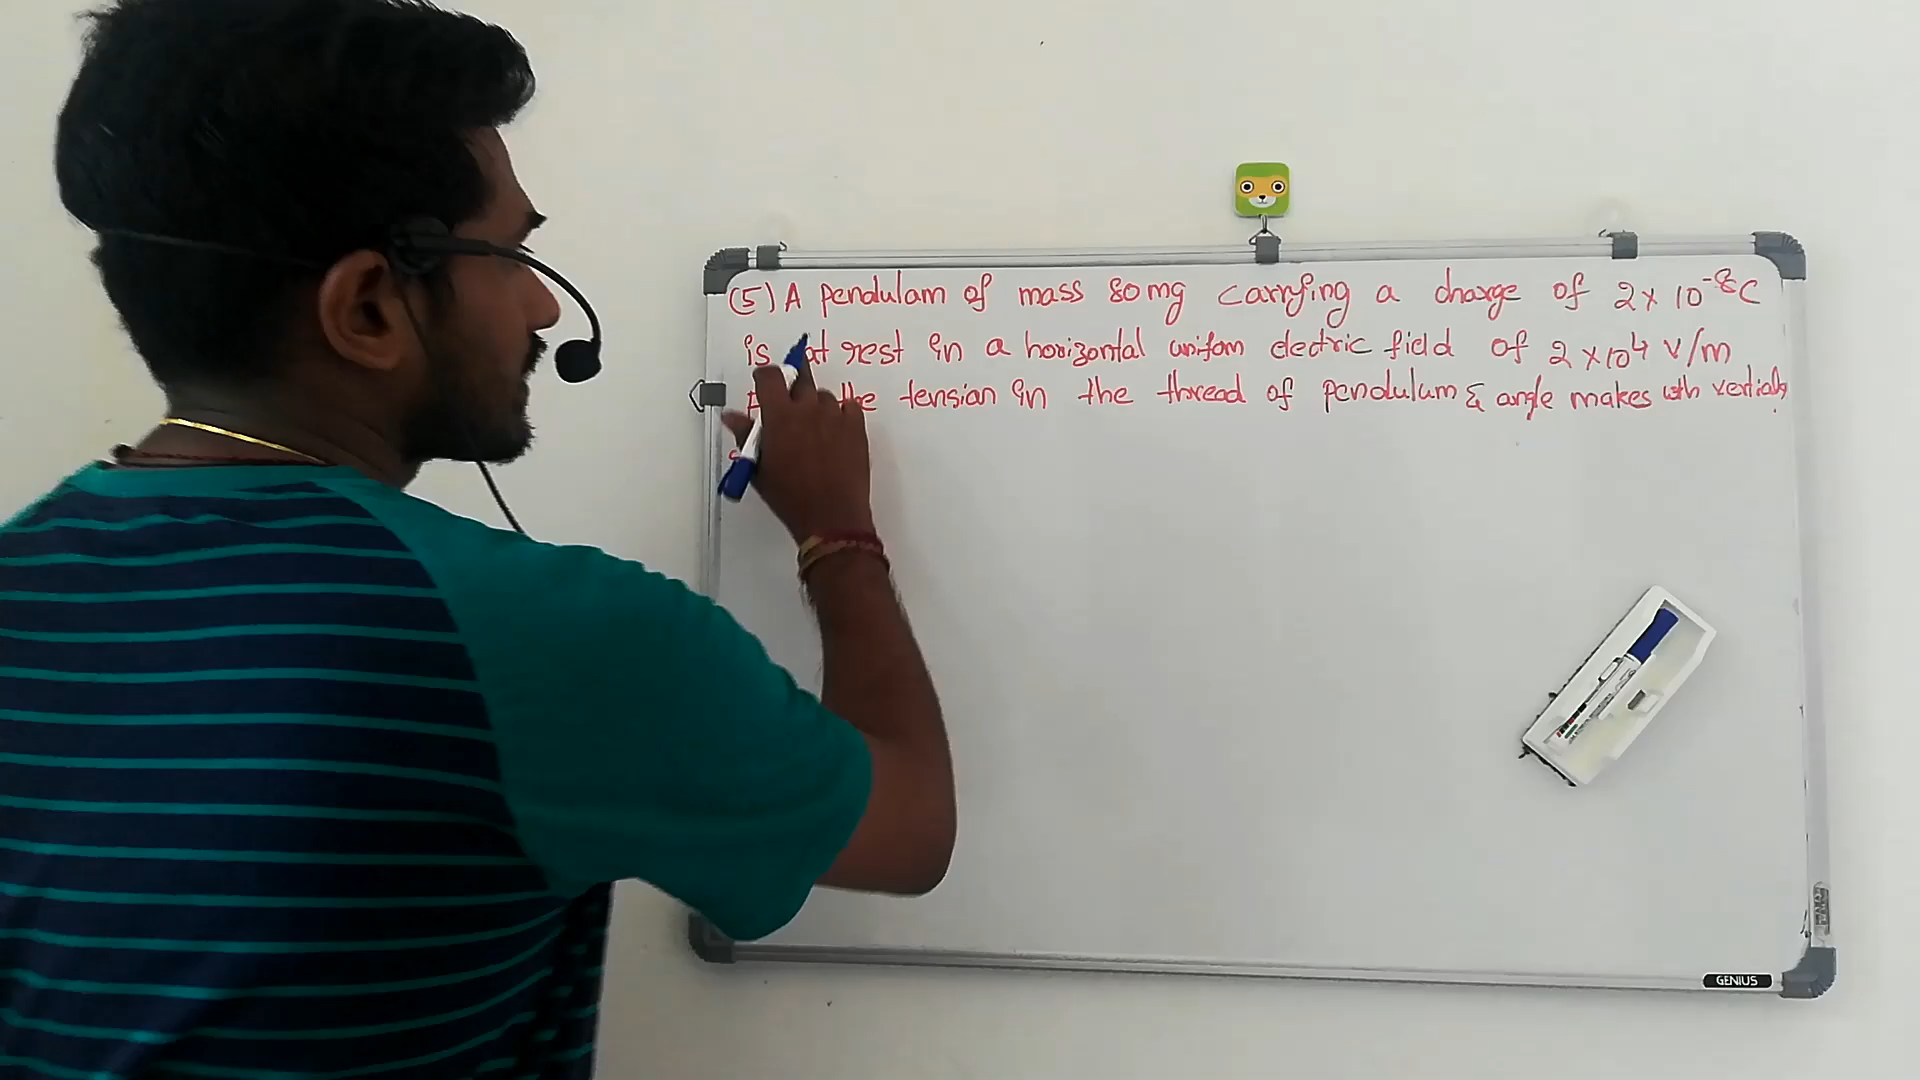 (5) A pendulam of mass 80mg carrying a charge of 2 x 10⁻⁸C
is at rest in a horizontal unifom electric field of 2 x 10⁴ V/m
the tension in the thread of pendulum & angle makes with vertially
GENIUS